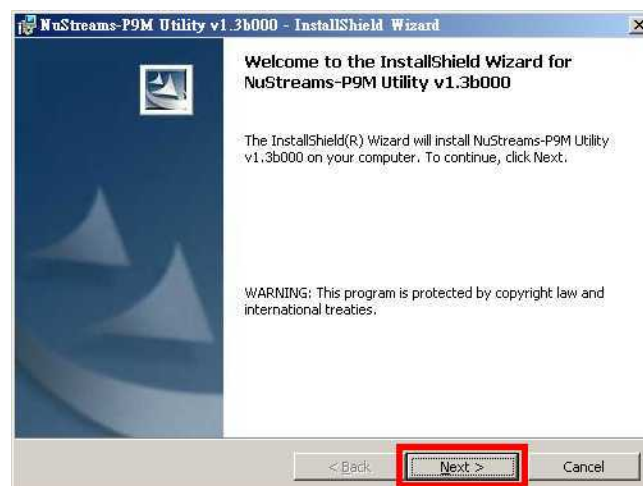 NuStreams-P9M Utility v1.3b000 - InstallShield Wizard
Welcome to the InstallShield Wizard for
NuStreams-P9M Utility v1.3b000
The InstallShield(R) Wizard will install NuStreams-P9M Utility
v1.3b000 on your computer. To continue, click Next.
WARNING: This program is protected by copyright law and
international treaties.
< Back
Next >
Cancel